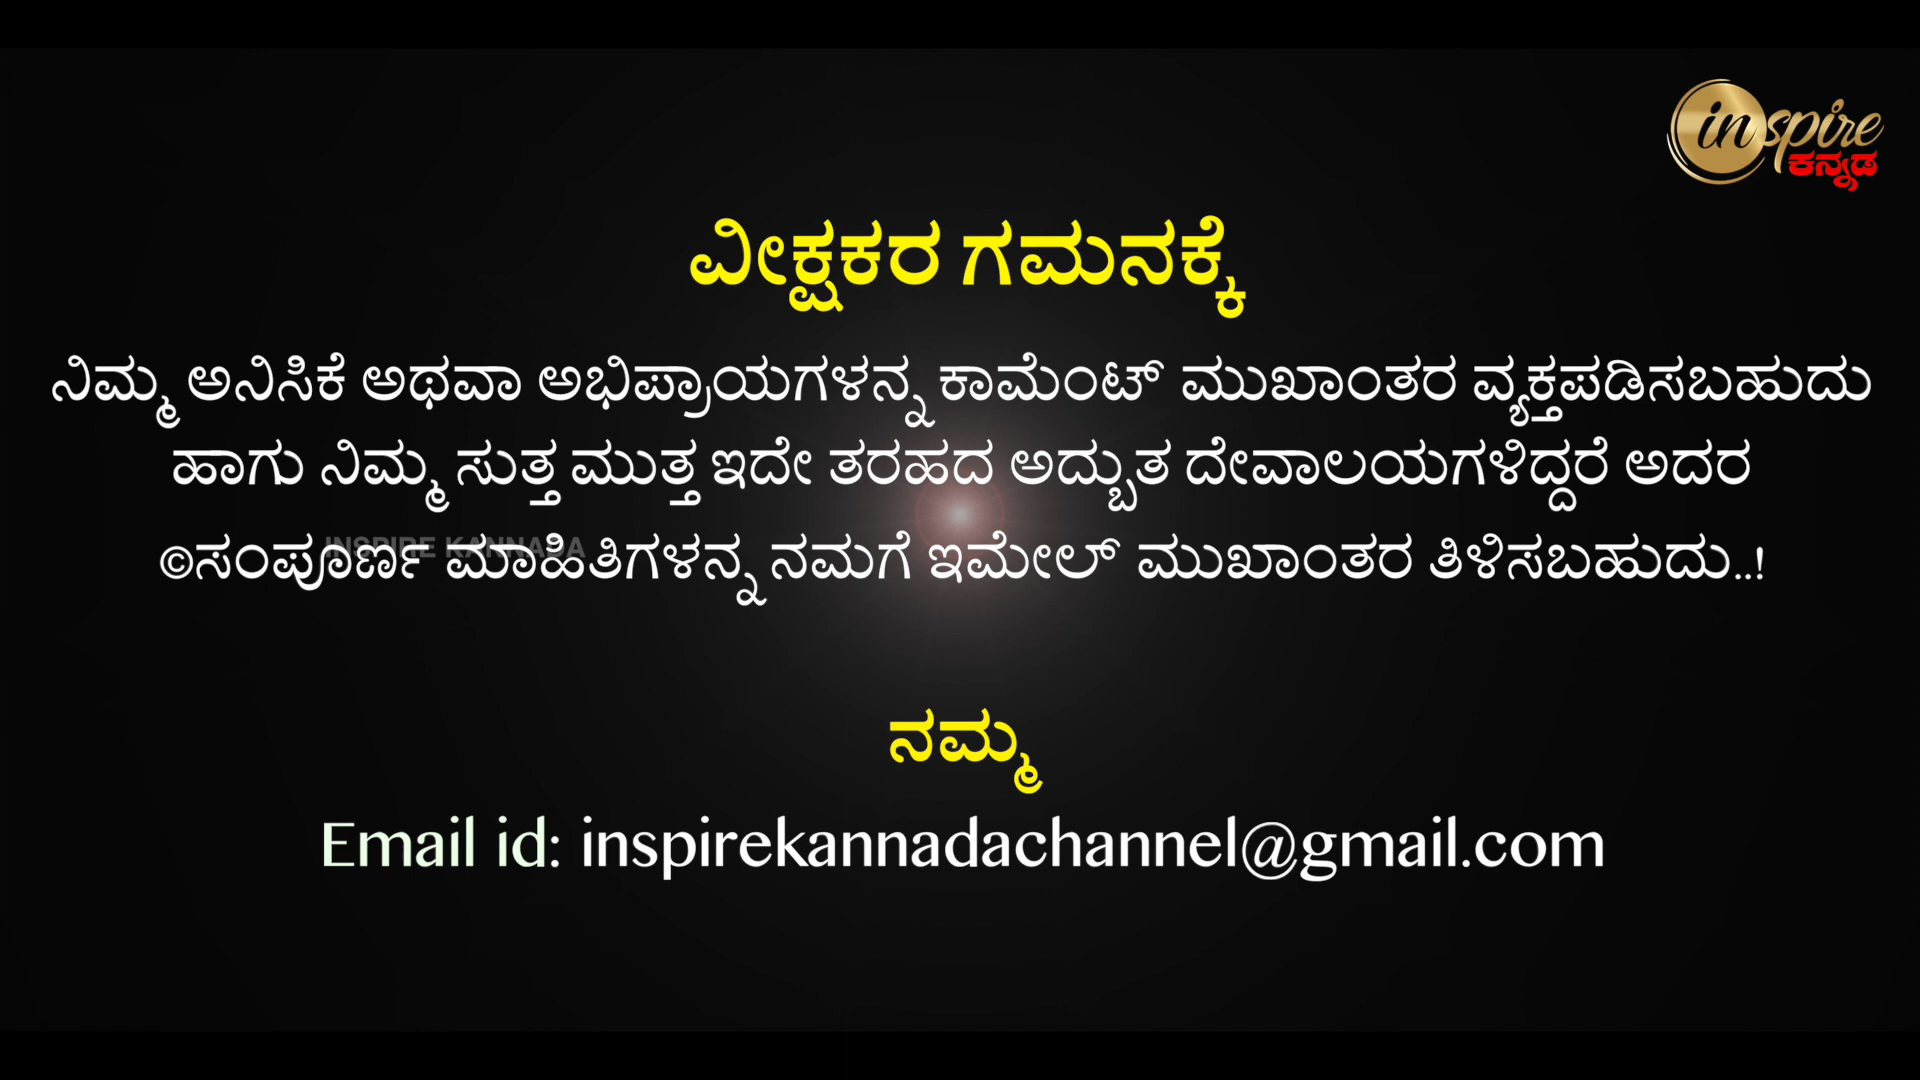 inspire
ಕನ್ನಡ
ವೀಕ್ಷಕರ ಗಮನಕ್ಕೆ
ನಿಮ್ಮ ಅನಿಸಿಕೆ ಅಥವಾ ಅಭಿಪ್ರಾಯಗಳನ್ನ ಕಾಮೆಂಟ್ ಮುಖಾಂತರ ವ್ಯಕ್ತಪಡಿಸಬಹುದು
ಹಾಗು ನಿಮ್ಮ ಸುತ್ತ ಮುತ್ತ ಇದೇ ತರಹದ ಅದ್ಬುತ ದೇವಾಲಯಗಳಿದ್ದರೆ ಅದರ
©ಸಂಪೂರ್ಣ ಮಾಹಿತಿಗಳನ್ನ ನಮಗೆ ಇಮೇಲ್ ಮುಖಾಂತರ ತಿಳಿಸಬಹುದು..!
INSPIRE KANNADA
ನಮ್ಮ
Email id: inspirekannadachannel@gmail.com